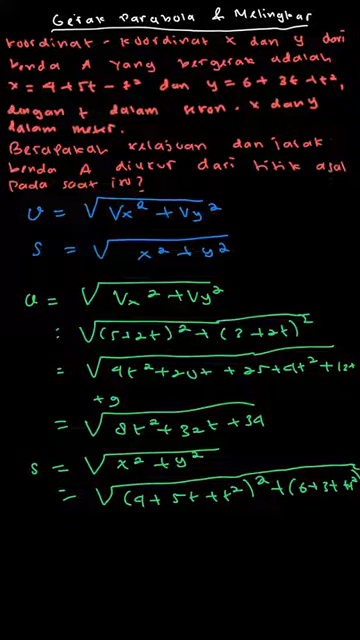 Gerak Parabola & Melingkar
Koordinat - koordinat x dan y dari
benda A yang bergerak adalah
x = 4 + 5t - t² dan y = 6 + 3t + t²,
dengan t dalam sekon. x dan y
dalam meter.
Berapakah kelajuan dan jarak
benda A diukur dari titik asal
pada saat ini?
v = √Vx² + Vy²
s = √x² + y²
v = √Vx² + Vy²
= √(5+2t)² + (3+2t)²
= √4t² + 20t + 25 + 4t² + 12t
+ 9
= √8t² + 32t + 34
s = √x² + y²
= √(4 + 5t + t²)² + (6 + 3t + t²)